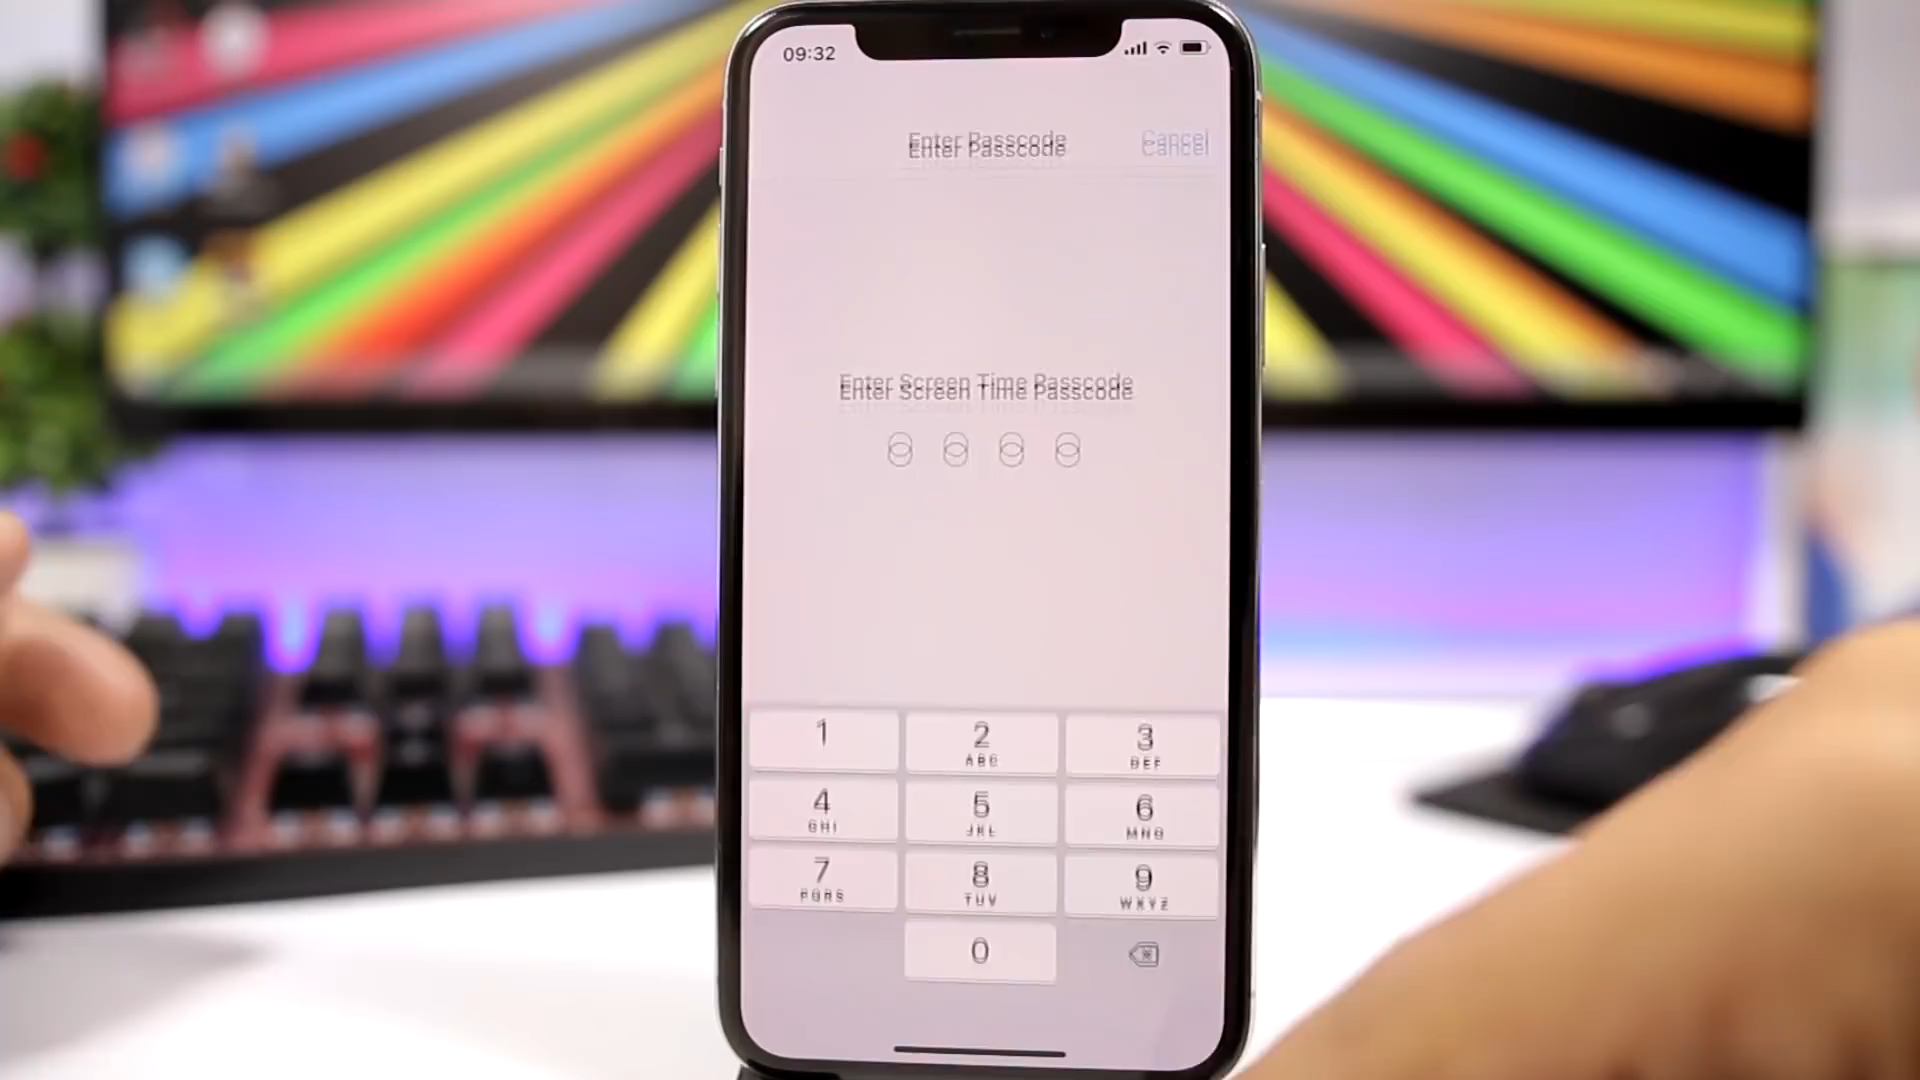 09:32
Enter Passcode
Cancel
Enter Screen Time Passcode
1
2
ABC
3
DEF
4
GHI
5
JKL
6
MNO
7
PQRS
8
TUV
9
WXYZ
0